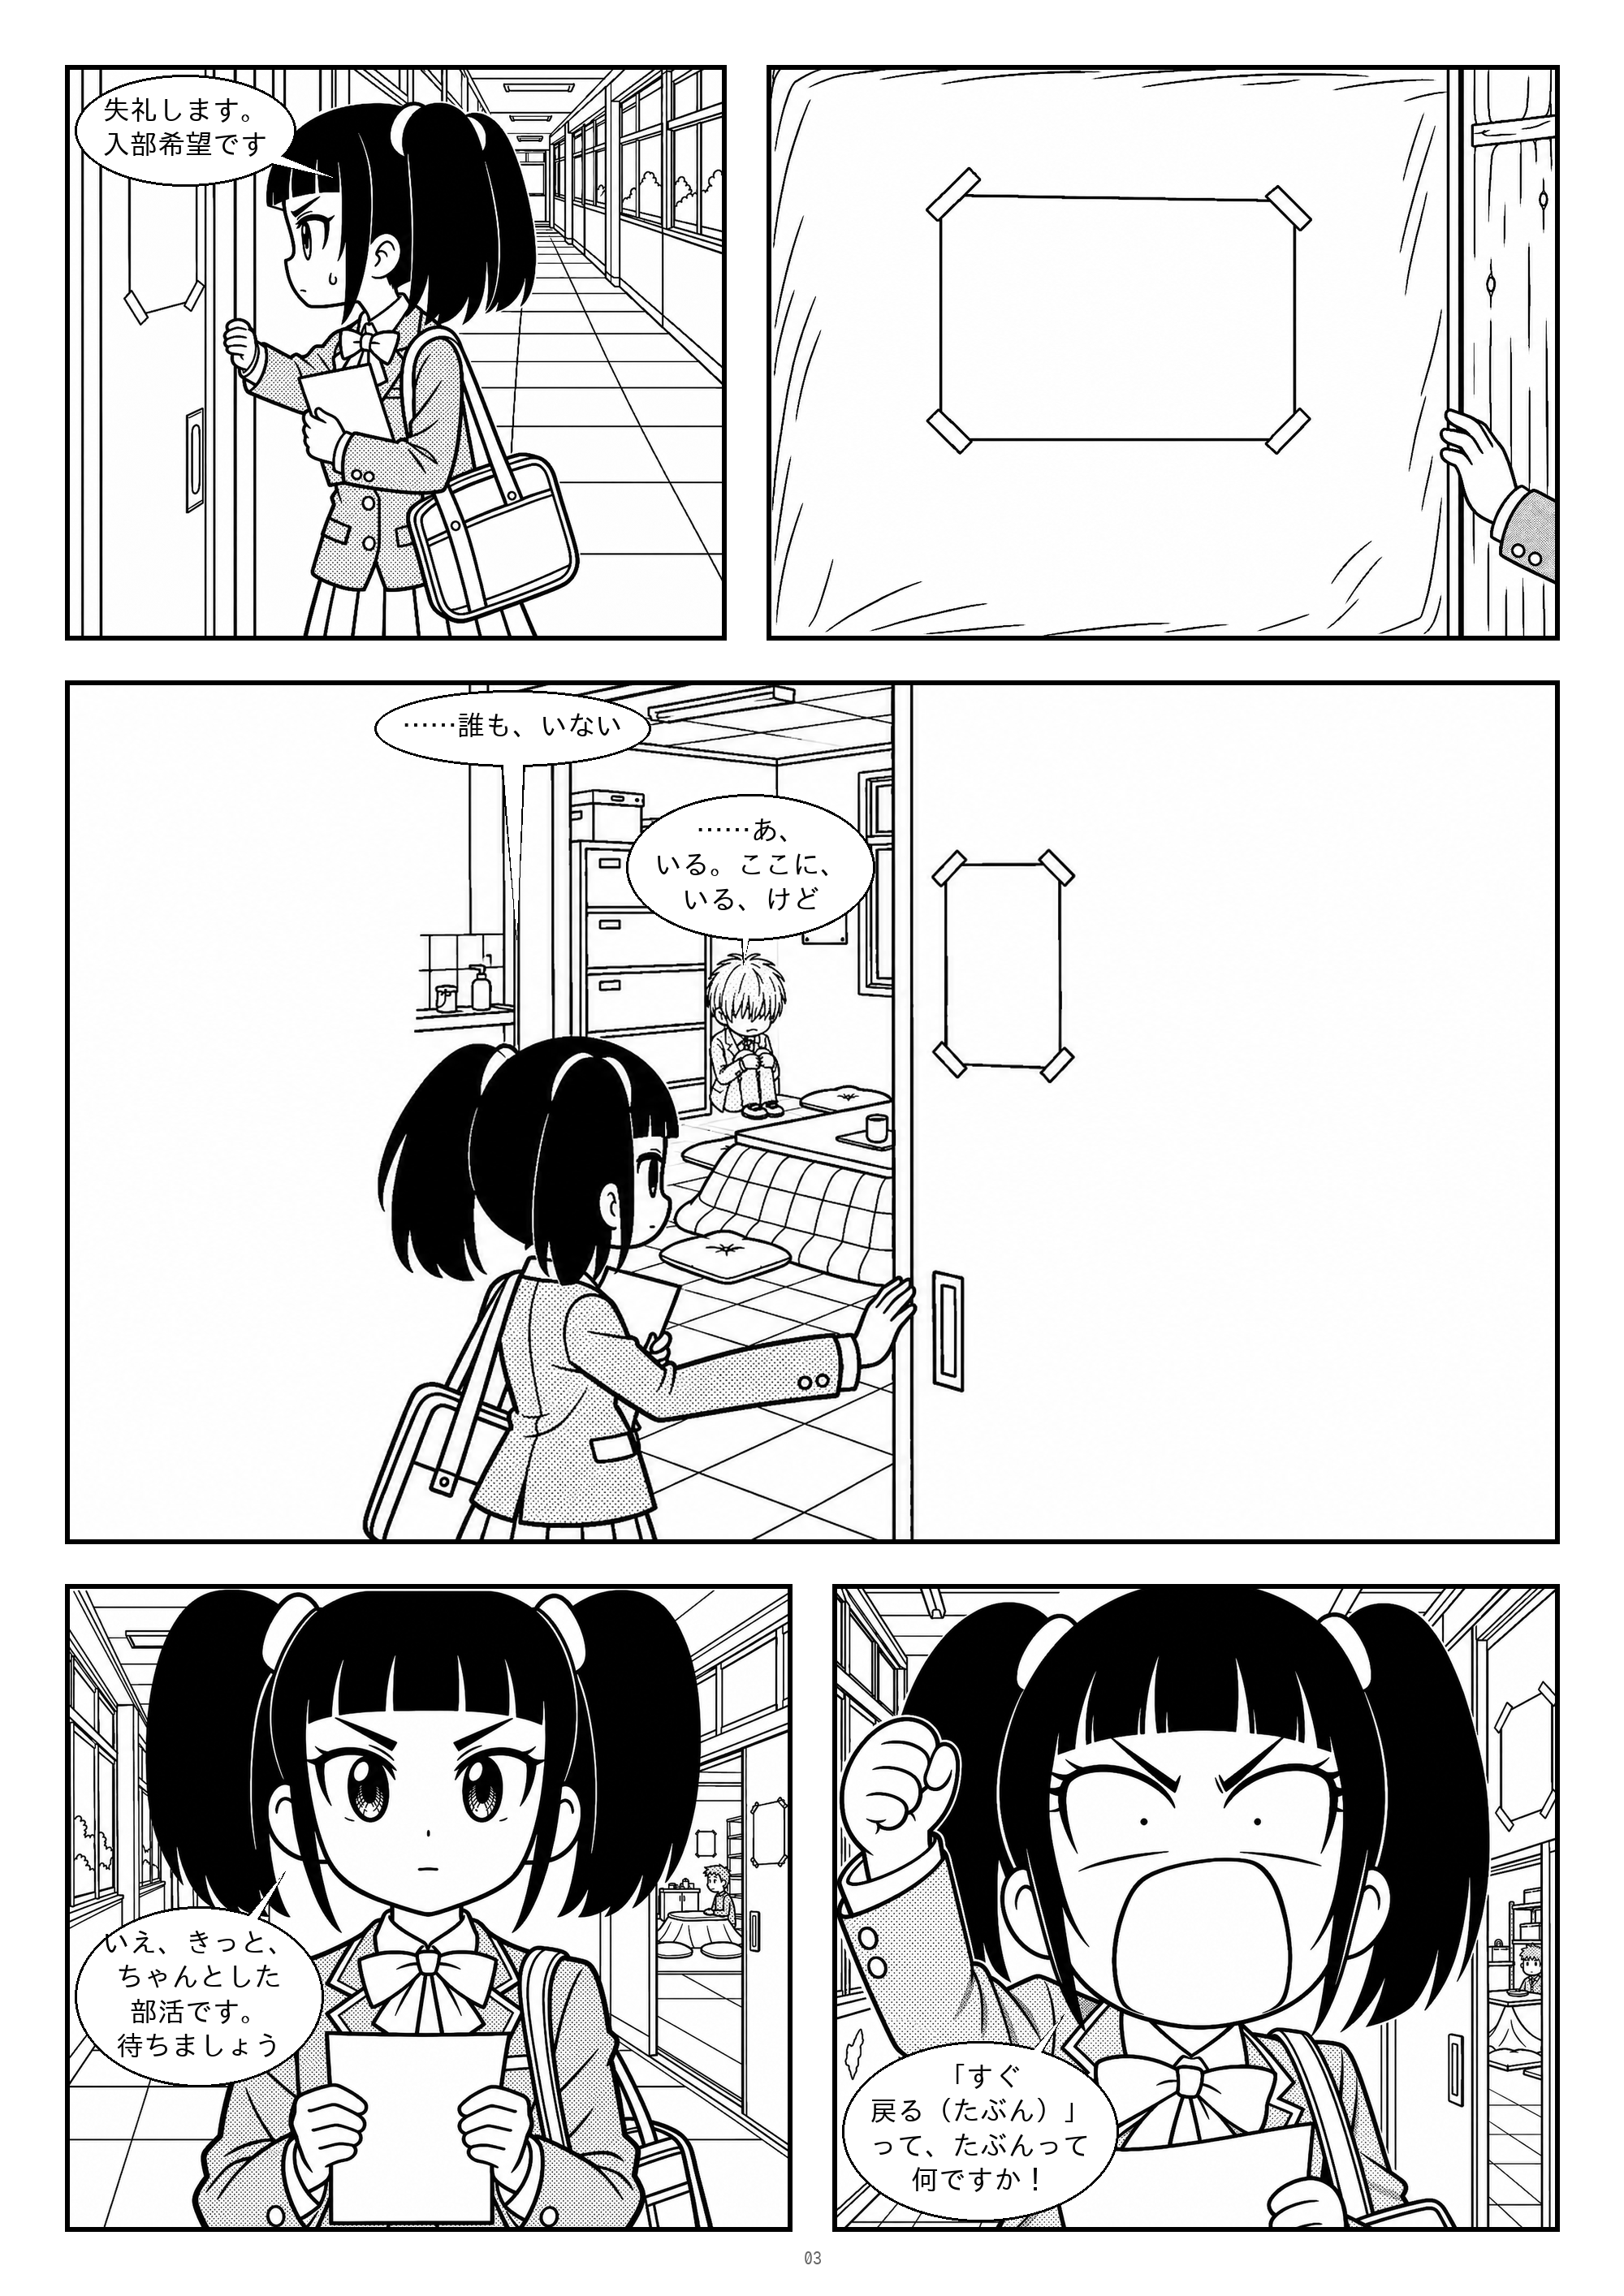 失礼します。
入部希望です
……誰も、いない
……あ、
いる。ここに、
いる、けど
「すぐ
戻る（たぶん）」
って、たぶんって
何ですか！
いえ、きっと、
ちゃんとした
部活です。
待ちましょう
03